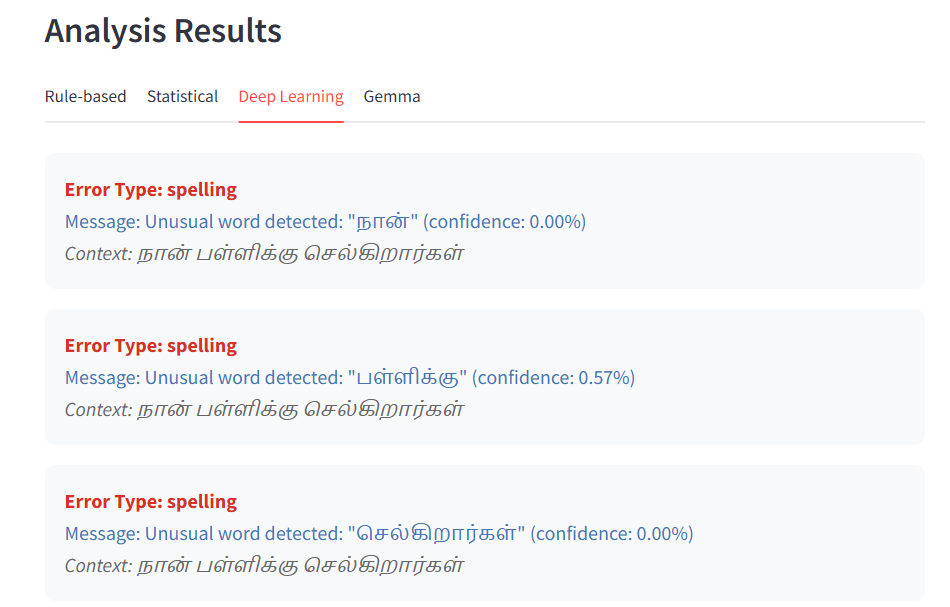 Analysis Results
Rule-based Statistical Deep Learning Gemma
Error Type: spelling
Message: Unusual word detected: "நான்" (confidence: 0.00%)
Context: நான் பள்ளிக்கு செல்கிறார்கள்
Error Type: spelling
Message: Unusual word detected: "பள்ளிக்கு" (confidence: 0.57%)
Context: நான் பள்ளிக்கு செல்கிறார்கள்
Error Type: spelling
Message: Unusual word detected: "செல்கிறார்கள்" (confidence: 0.00%)
Context: நான் பள்ளிக்கு செல்கிறார்கள்